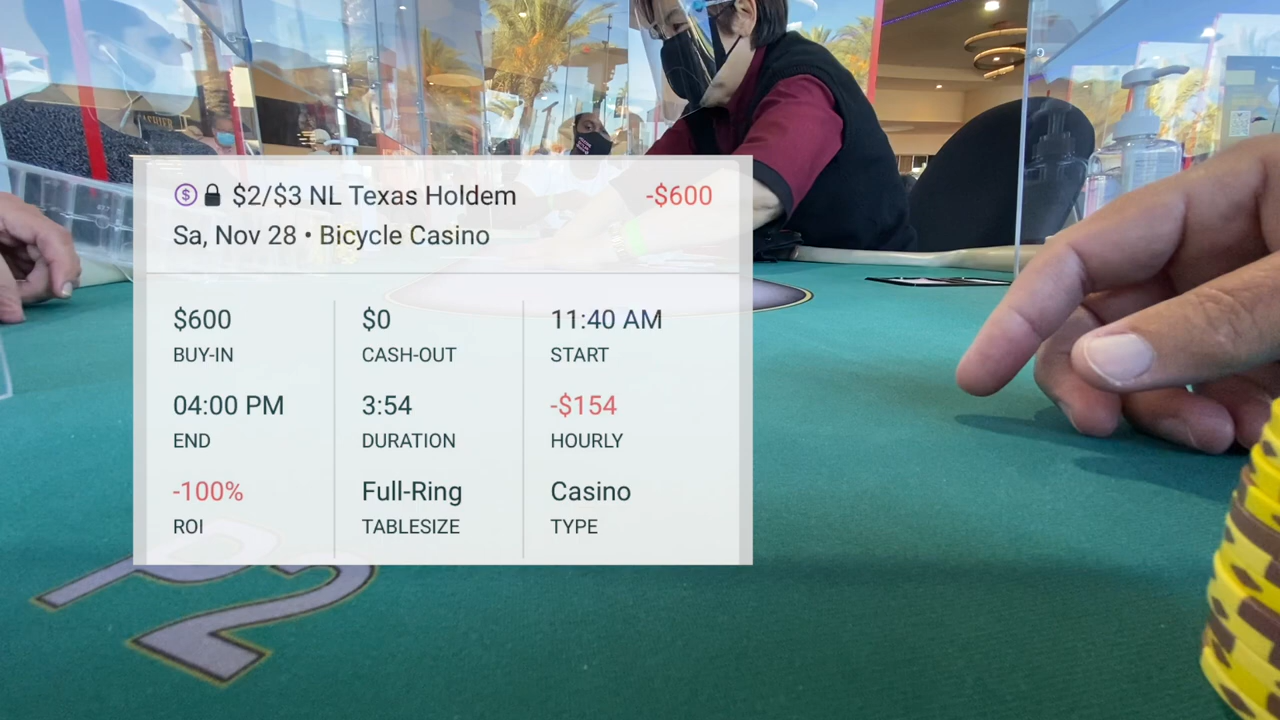 $2/$3 NL Texas Holdem
-$600
Sa, Nov 28 • Bicycle Casino
$600
$0
11:40 AM
BUY-IN
CASH-OUT
START
04:00 PM
3:54
-$154
END
DURATION
HOURLY
-100%
Full-Ring
Casino
ROI
TABLESIZE
TYPE
P2